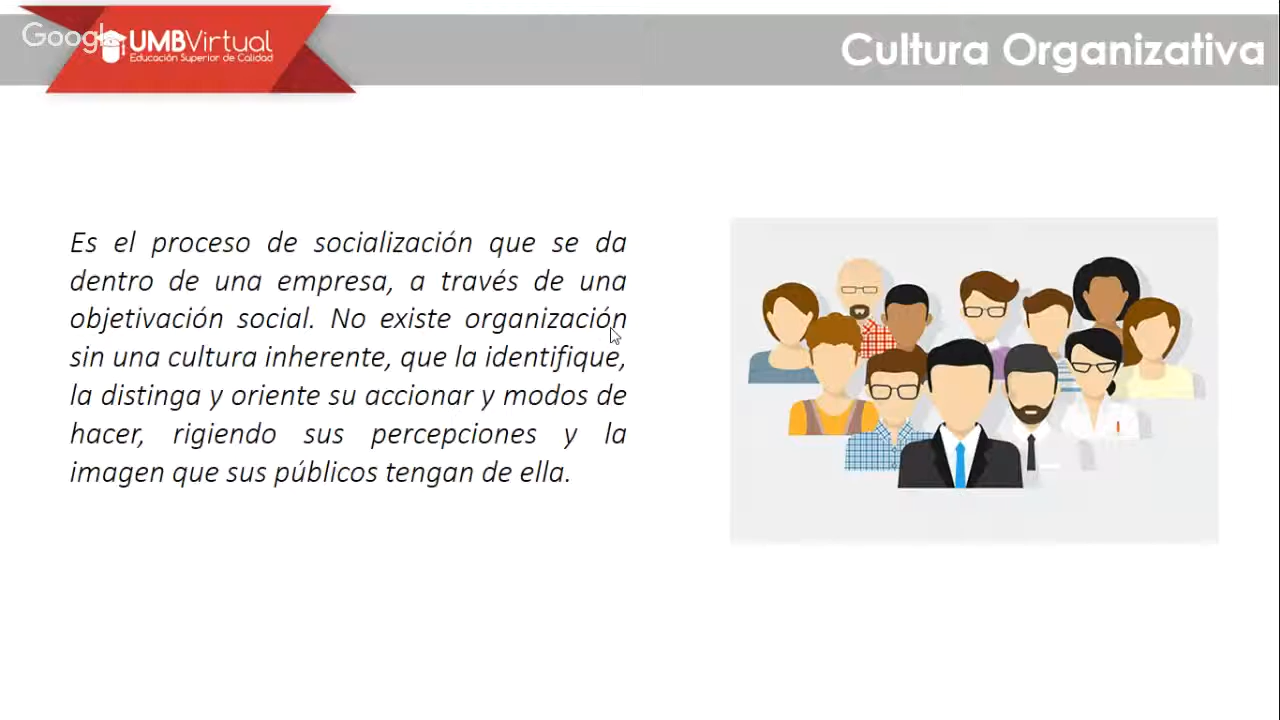 Google
UMBVirtual
Educación Superior de Calidad
Cultura Organizativa
Es el proceso de socialización que se da
dentro de una empresa, a través de una
objetivación social. No existe organización
sin una cultura inherente, que la identifique,
la distinga y oriente su accionar y modos de
hacer, rigiendo sus percepciones y la
imagen que sus públicos tengan de ella.